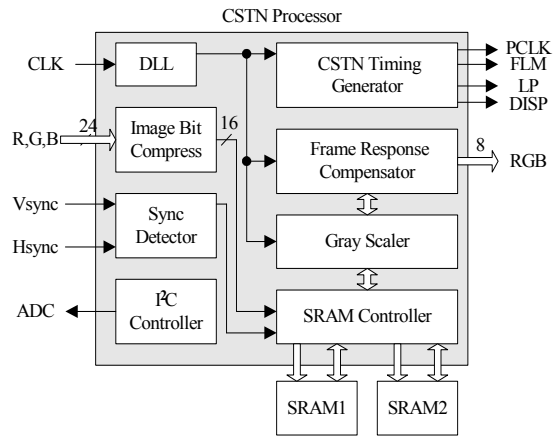 CSTN Processor
CLK
DLL
CSTN Timing
Generator
PCLK
FLM
LP
DISP
R,G,B
24
Image Bit
Compress
16
Frame Response
Compensator
8
RGB
Vsync
Hsync
Sync
Detector
Gray Scaler
ADC
I²C
Controller
SRAM Controller
SRAM1
SRAM2